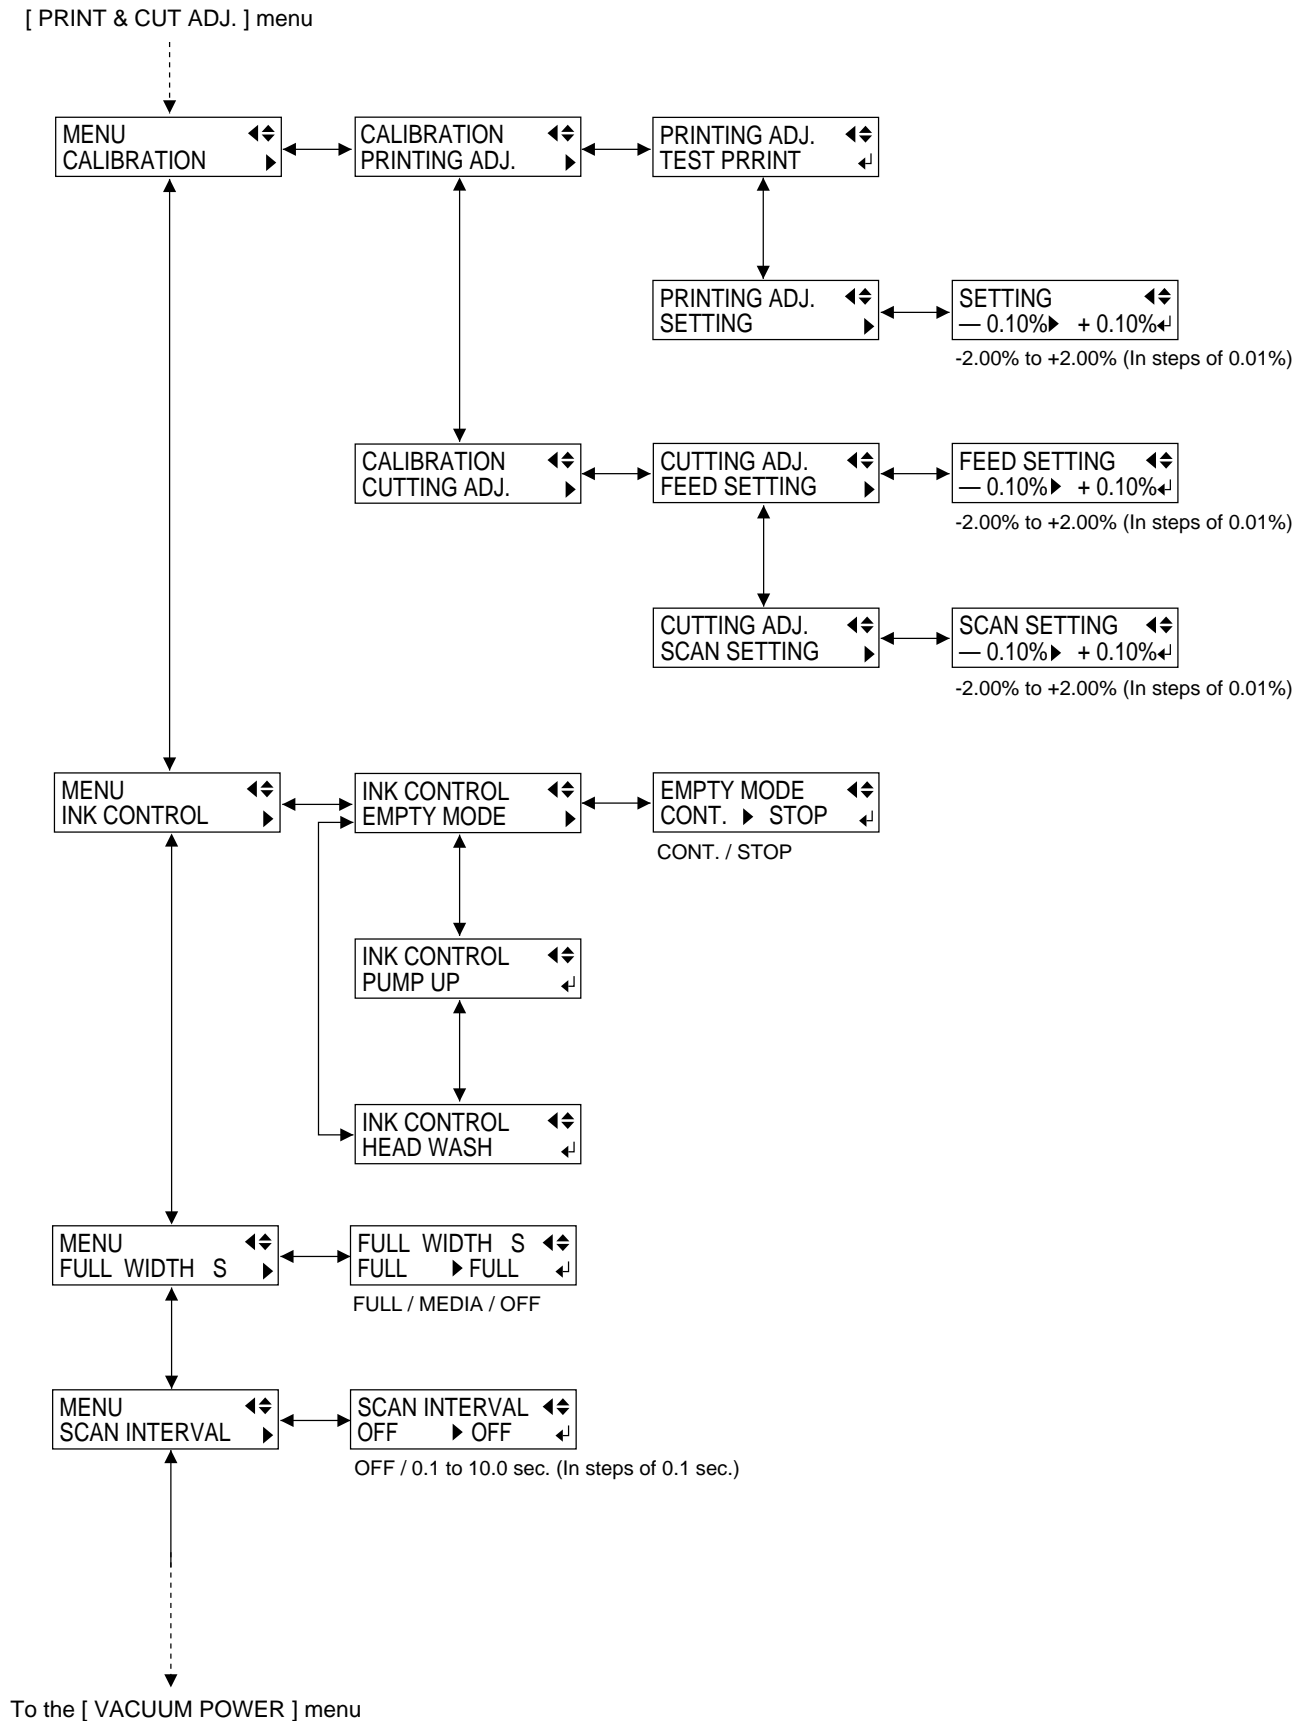 [ PRINT & CUT ADJ. ] menu
MENU
CALIBRATION
CALIBRATION
PRINTING ADJ.
PRINTING ADJ.
TEST PRRINT
PRINTING ADJ.
SETTING
SETTING
— 0.10% + 0.10%
-2.00% to +2.00% (In steps of 0.01%)
CALIBRATION
CUTTING ADJ.
CUTTING ADJ.
FEED SETTING
FEED SETTING
— 0.10% + 0.10%
-2.00% to +2.00% (In steps of 0.01%)
CUTTING ADJ.
SCAN SETTING
SCAN SETTING
— 0.10% + 0.10%
-2.00% to +2.00% (In steps of 0.01%)
MENU
INK CONTROL
INK CONTROL
EMPTY MODE
EMPTY MODE
CONT. STOP
CONT. / STOP
INK CONTROL
PUMP UP
INK CONTROL
HEAD WASH
MENU
FULL WIDTH S
FULL WIDTH S
FULL FULL
FULL / MEDIA / OFF
MENU
SCAN INTERVAL
SCAN INTERVAL
OFF OFF
OFF / 0.1 to 10.0 sec. (In steps of 0.1 sec.)
To the [ VACUUM POWER ] menu